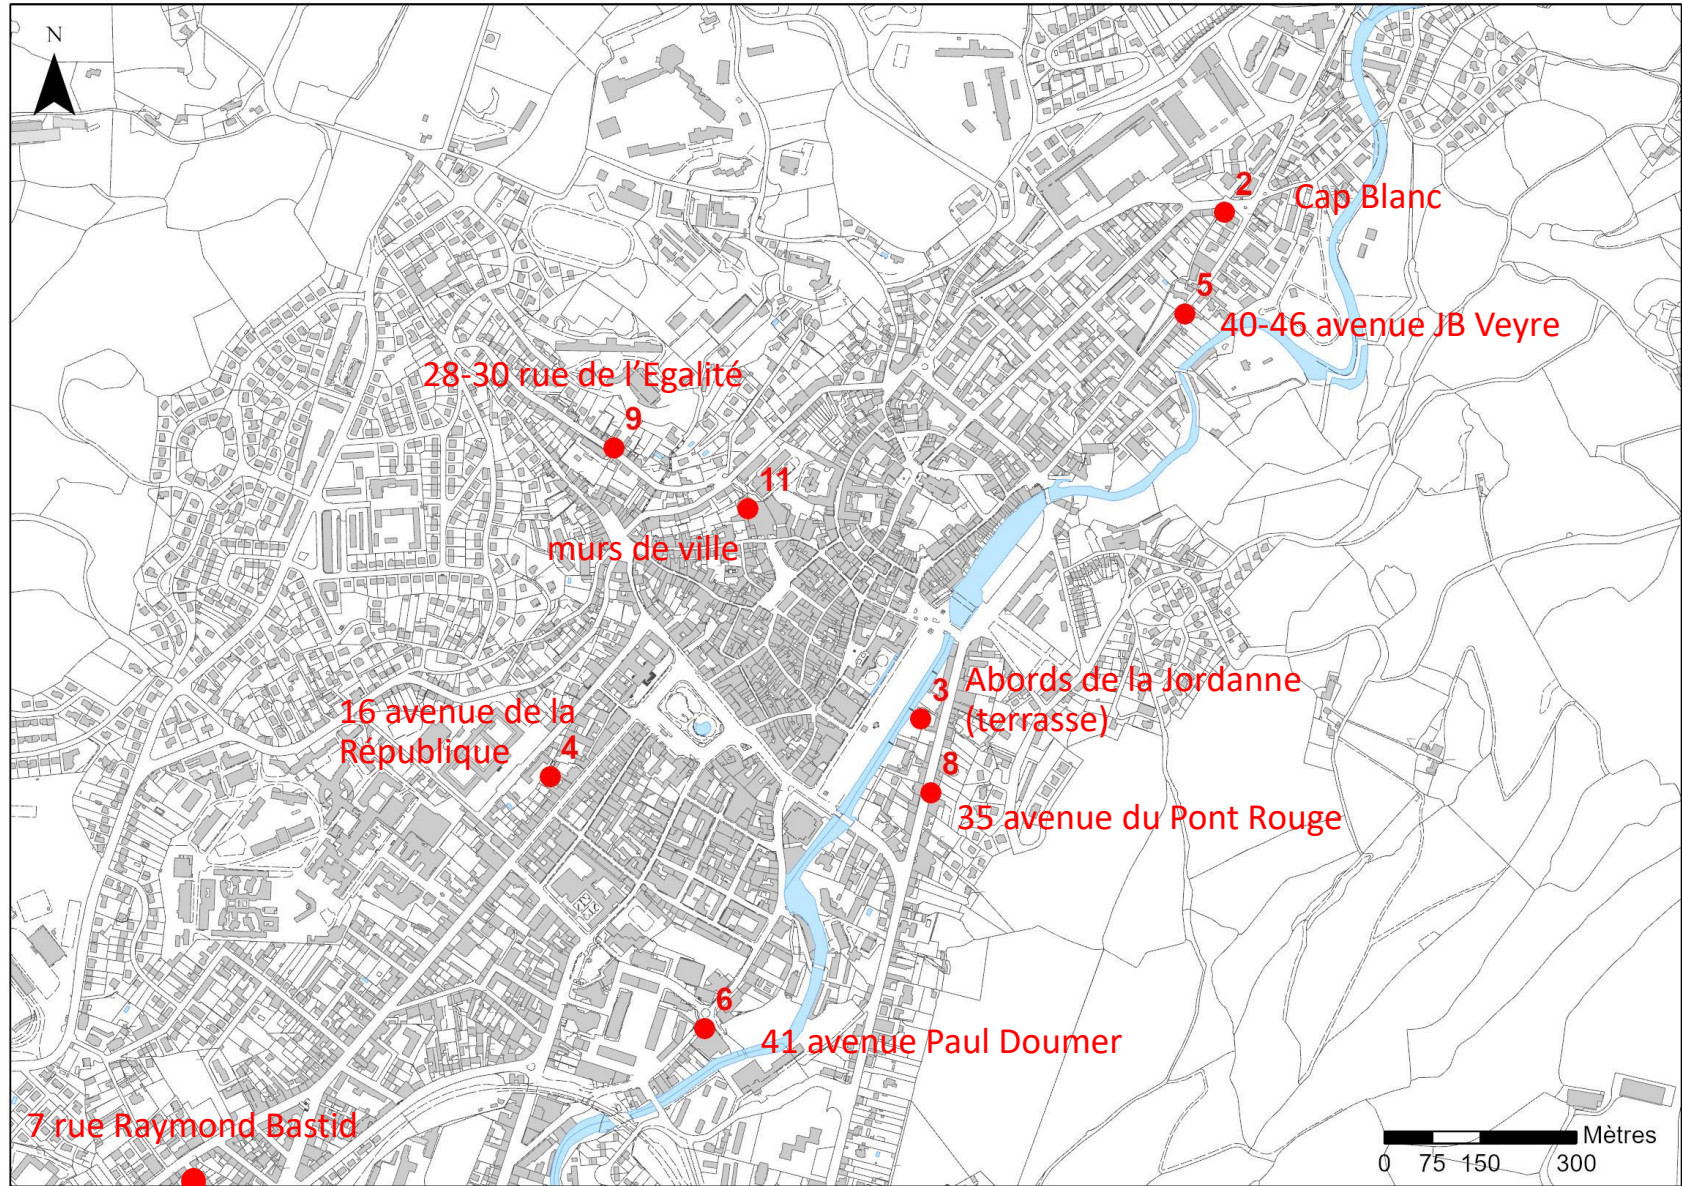 N
2
Cap Blanc
5
40-46 avenue JB Veyre
28-30 rue de l'Egalité
9
11
murs de ville
3
Abords de la Jordanne
(terrasse)
16 avenue de la
République
4
8
35 avenue du Pont Rouge
6
41 avenue Paul Doumer
7 rue Raymond Bastid
Mètres
0 75 150 300